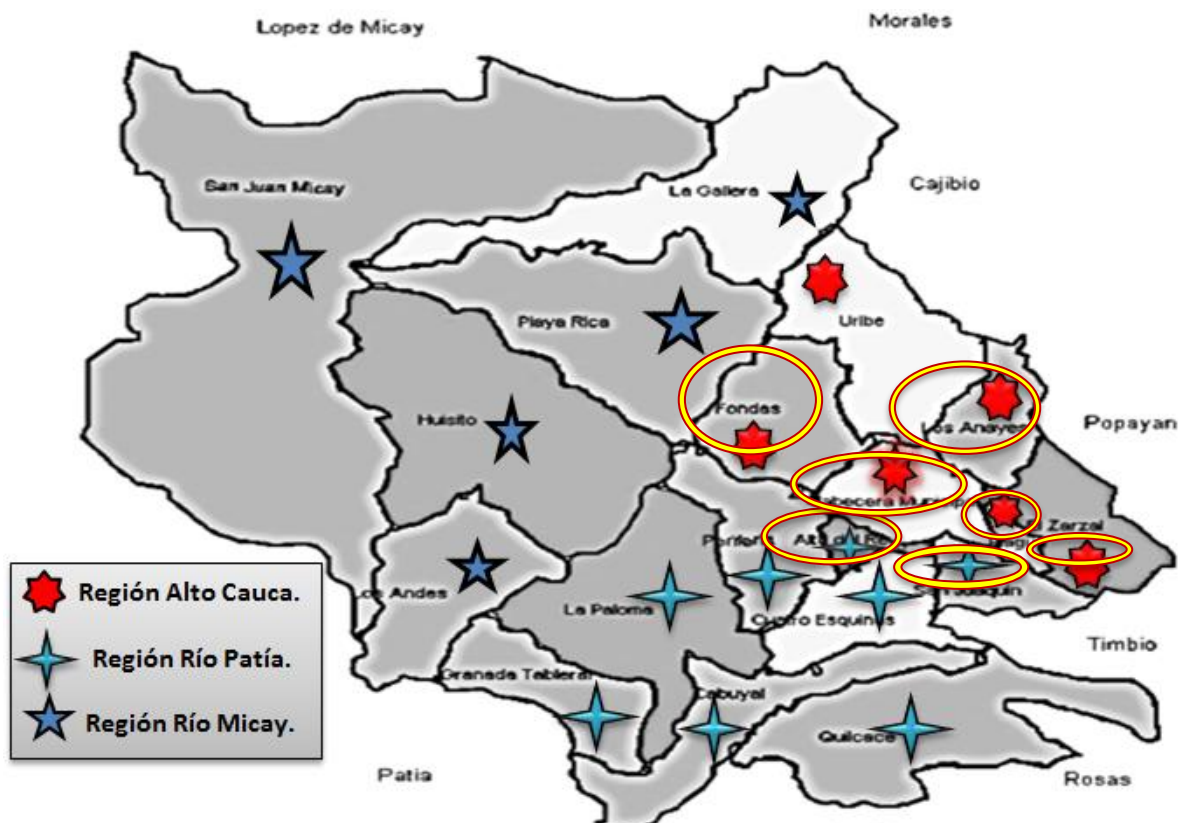 Lopez de Micay
Morales
San Juan Micay
La Gallera
Cajibio
Playa Rica
Uribe
Fondas
Huisito
Los Anayes
Popayan
Cabecera
El Zarzal
Alto del
Los Andes
La Paloma
Cuatro Esquinas
San Joaquin
Timbio
Granada
Cabuyal
Quilcace
Patia
Rosas
Región Alto Cauca.
Región Río Patía.
Región Río Micay.